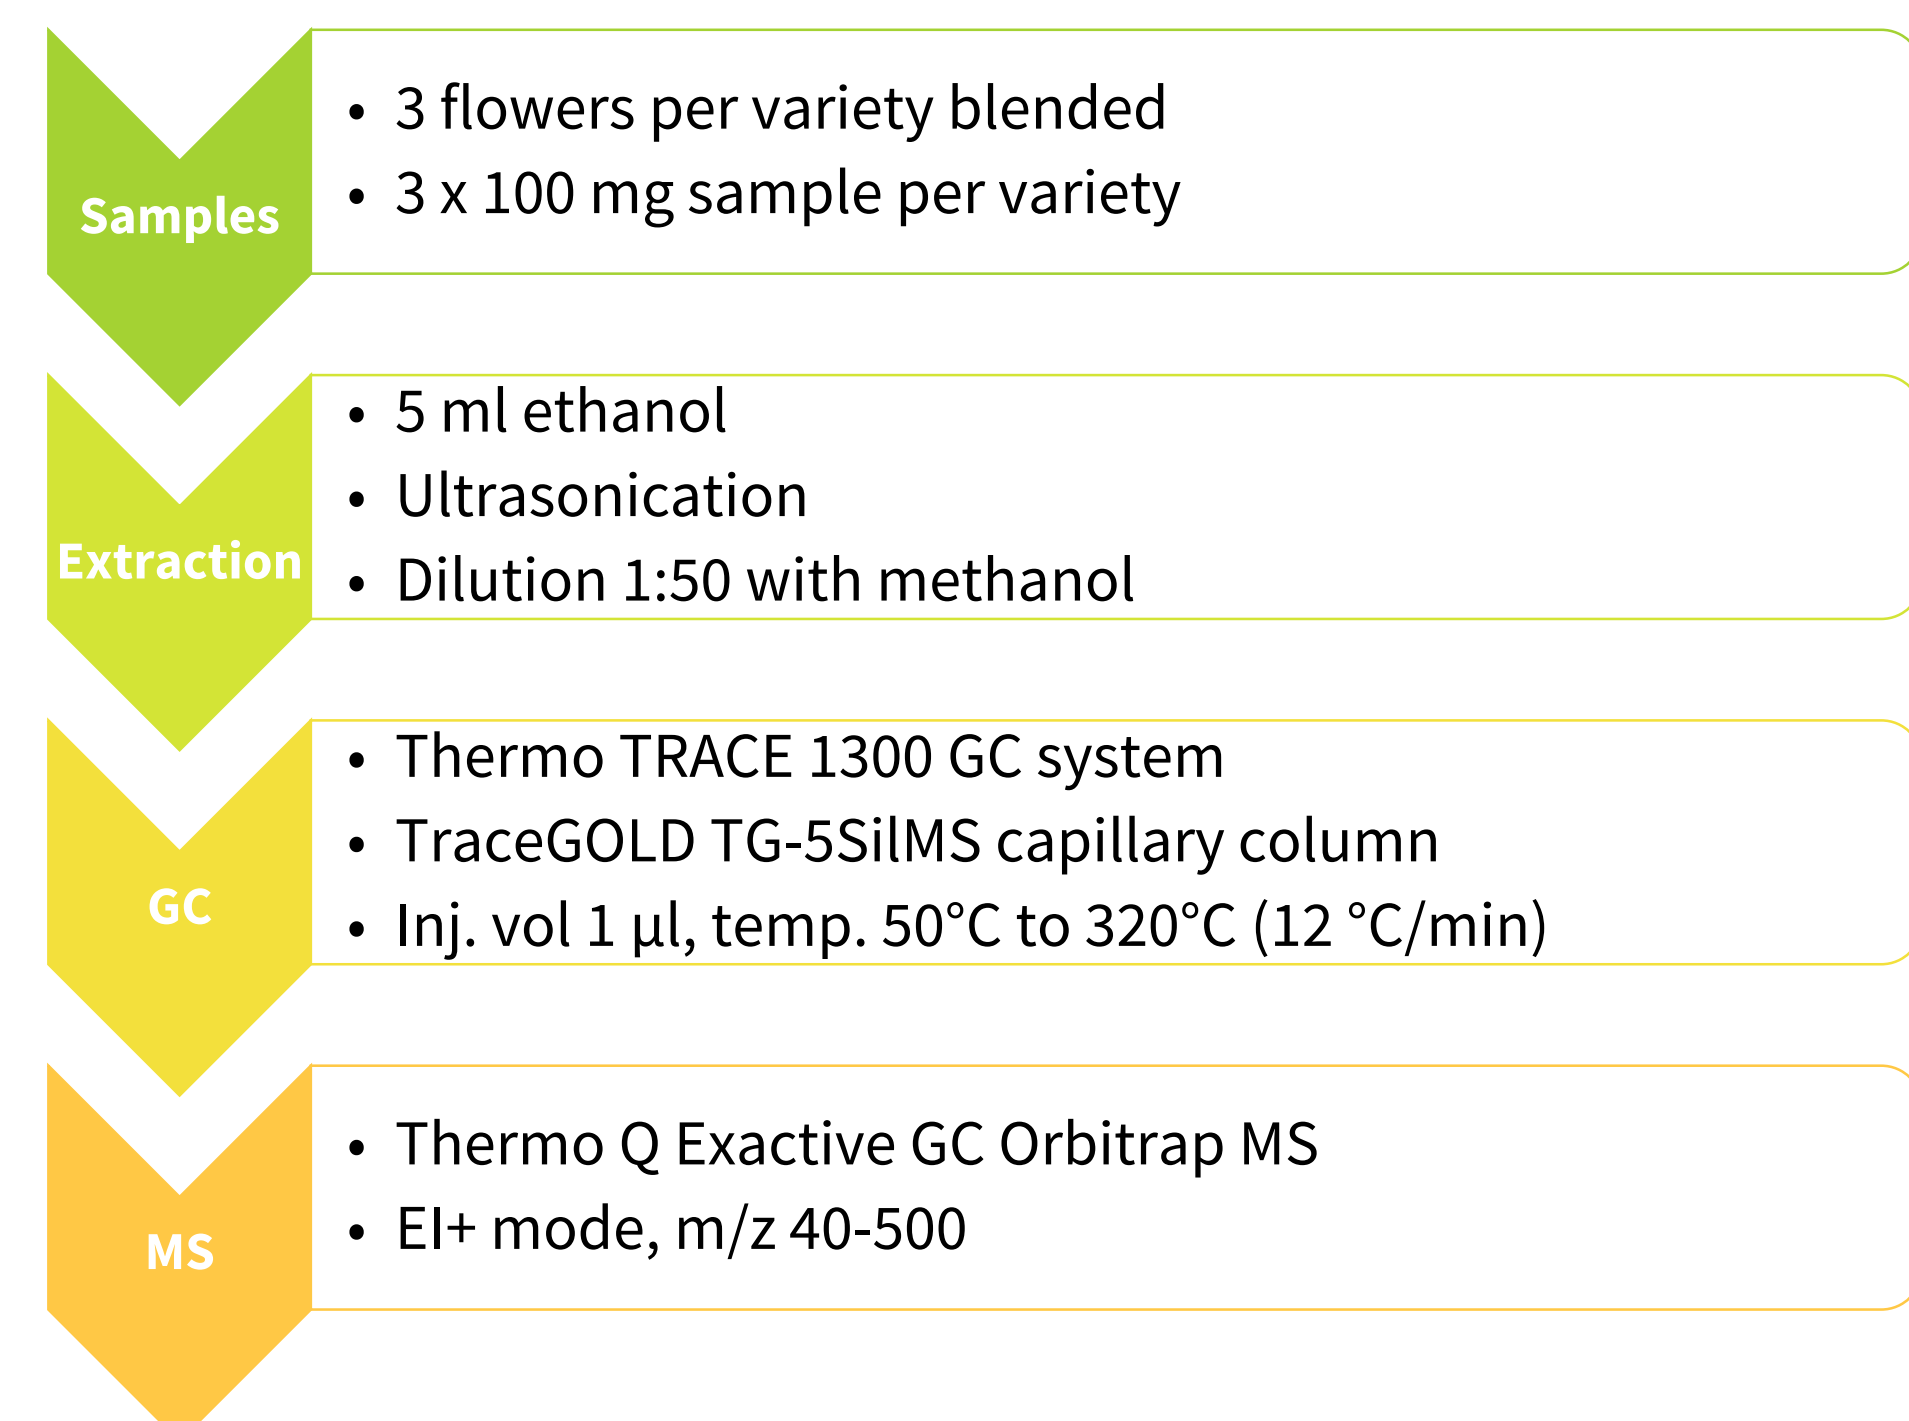 Samples
• 3 flowers per variety blended
• 3 x 100 mg sample per variety
Extraction
• 5 ml ethanol
• Ultrasonication
• Dilution 1:50 with methanol
GC
• Thermo TRACE 1300 GC system
• TraceGOLD TG-5SilMS capillary column
• Inj. vol 1 µl, temp. 50°C to 320°C (12 °C/min)
MS
• Thermo Q Exactive GC Orbitrap MS
• EI+ mode, m/z 40-500